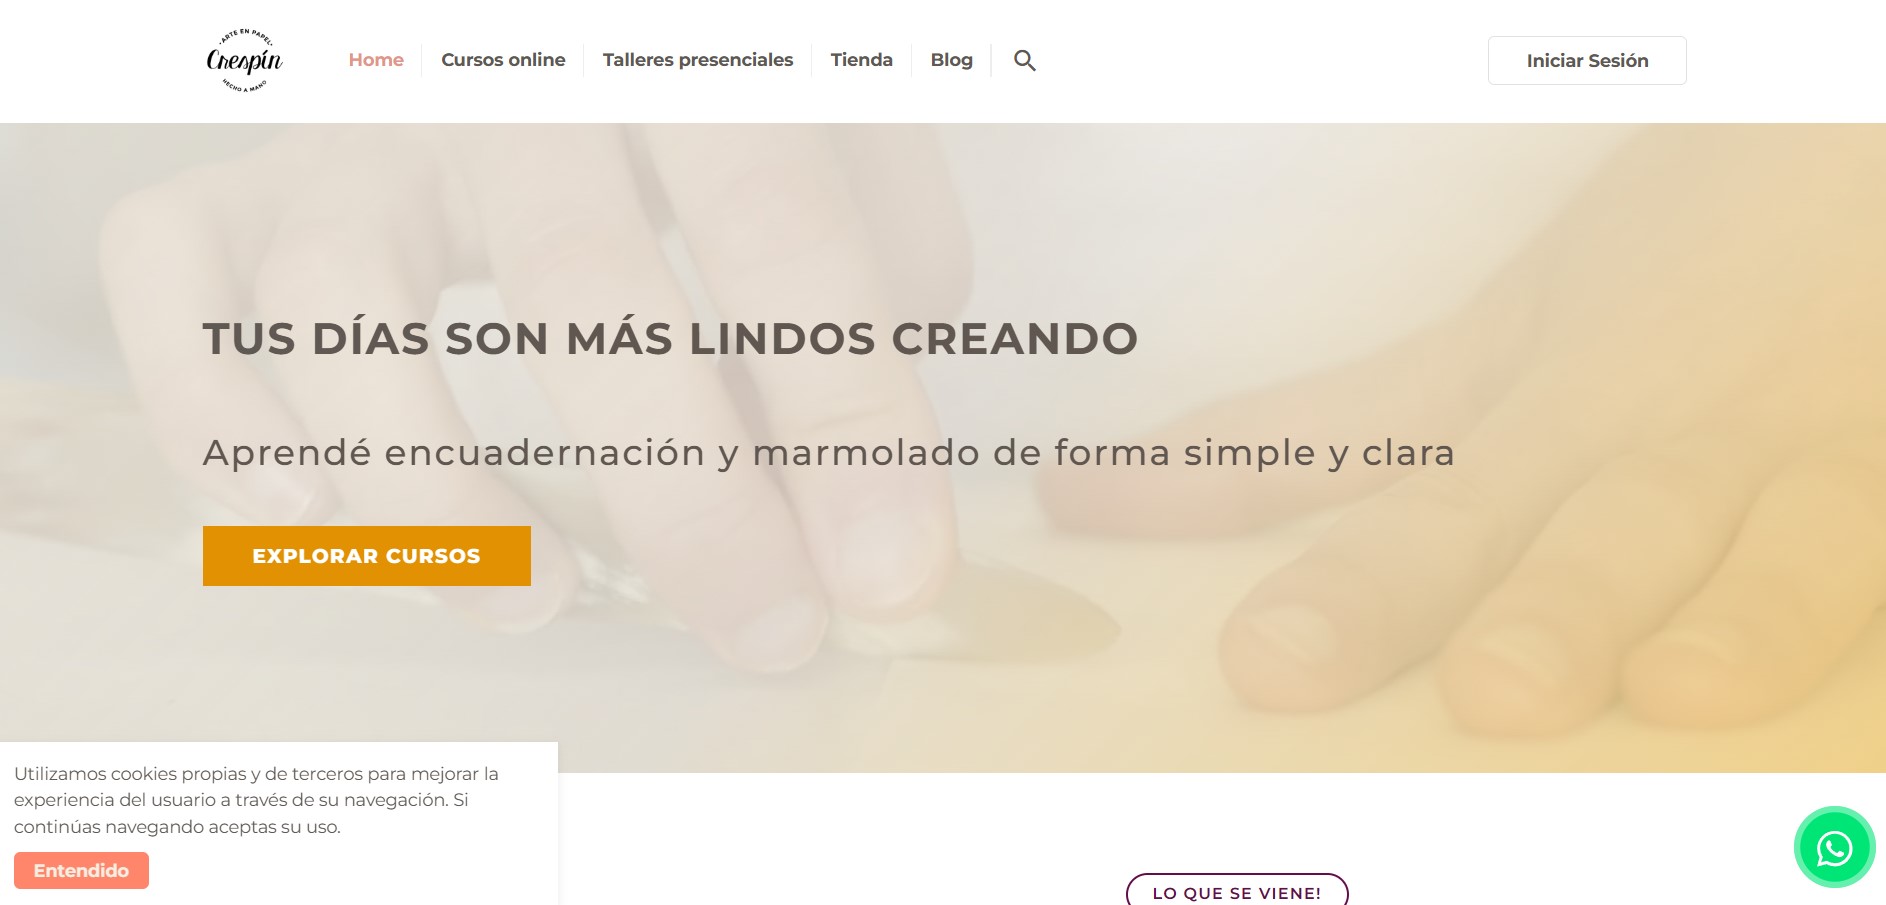 ARTE EN PAPEL
Crespín
HECHO A MANO
Home
Cursos online
Talleres presenciales
Tienda
Blog
Iniciar Sesión
TUS DÍAS SON MÁS LINDOS CREANDO
Aprendé encuadernación y marmolado de forma simple y clara
EXPLORAR CURSOS
Utilizamos cookies propias y de terceros para mejorar la
experiencia del usuario a través de su navegación. Si
continúas navegando aceptas su uso.
Entendido
LO QUE SE VIENE!